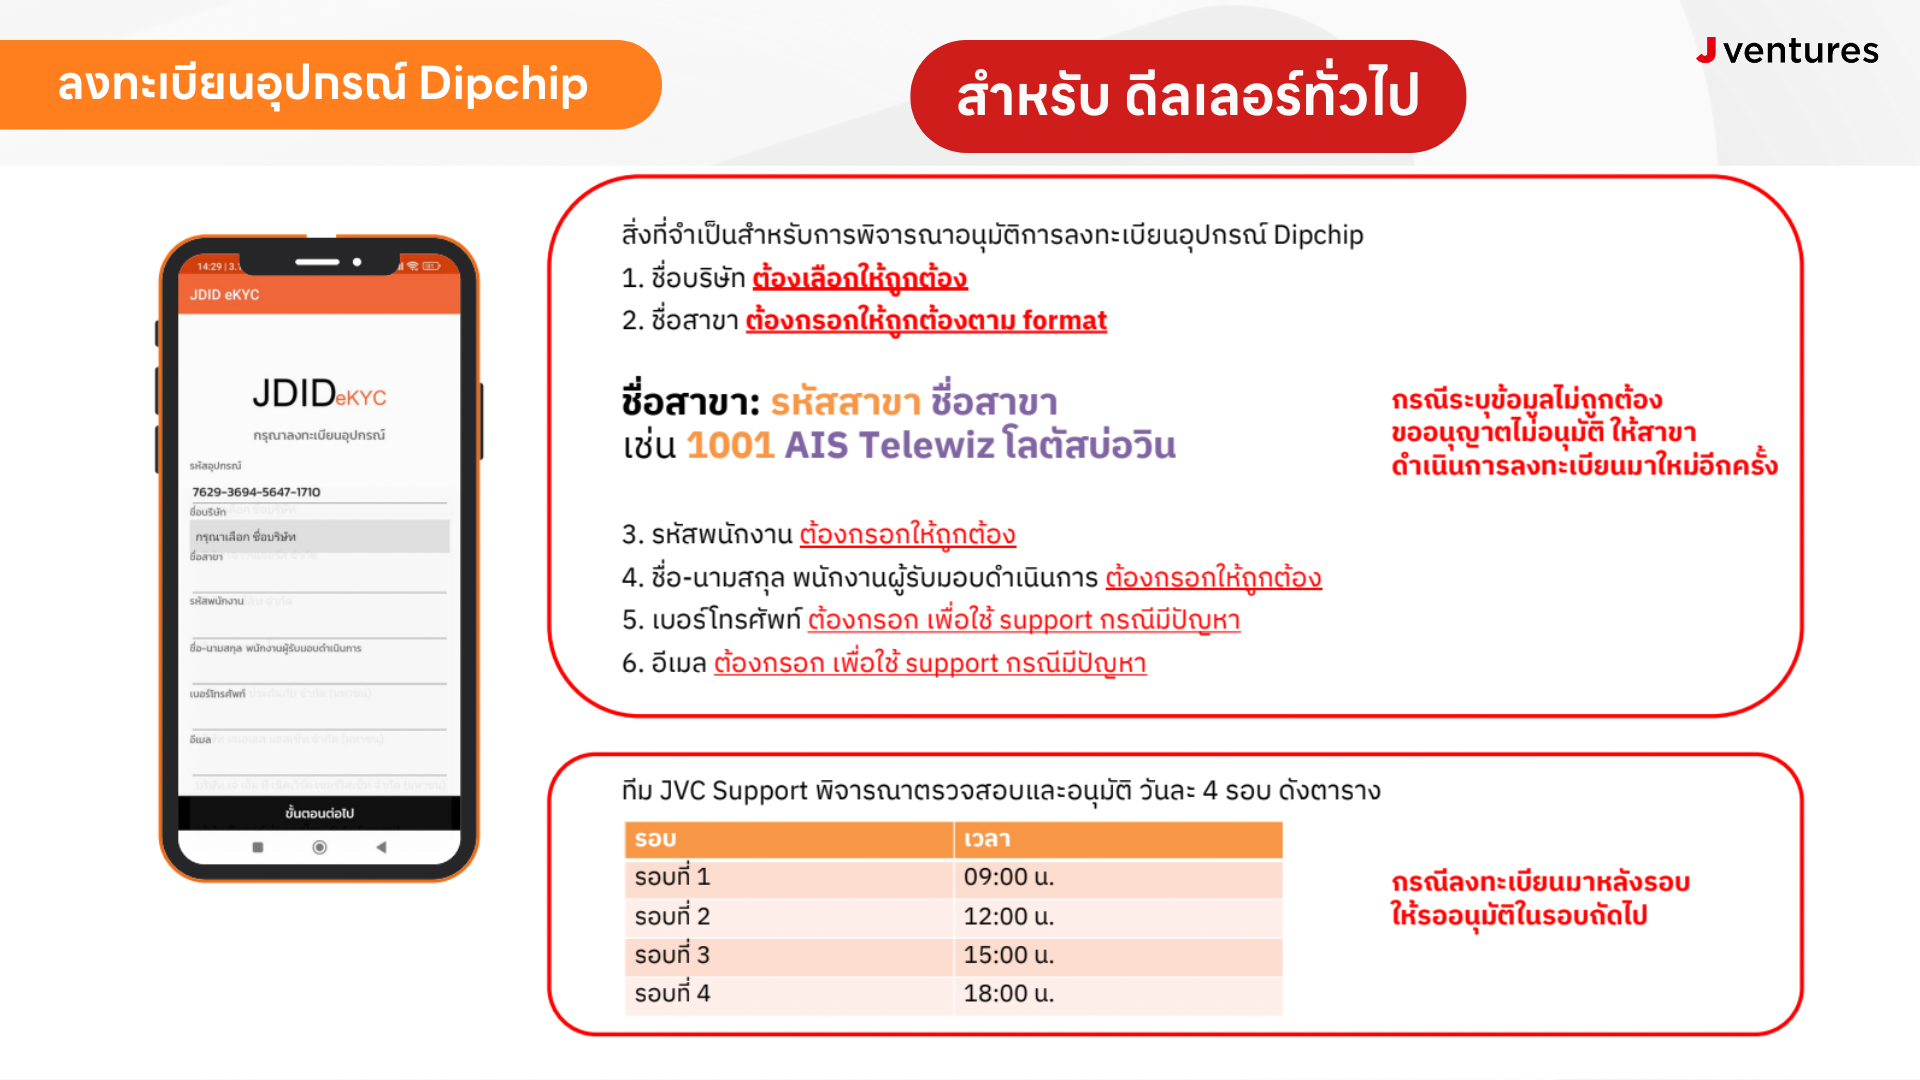 ลงทะเบียนอุปกรณ์ Dipchip
สำหรับ ดีลเลอร์ทั่วไป
J ventures
14:29 | 3.
JDID eKYC
JDID eKYC
กรุณาลงทะเบียนอุปกรณ์
รหัสอุปกรณ์
7629-3694-5647-1710
ชื่อบริษัท
กรุณาเลือก ชื่อบริษัท
ชื่อสาขา
รหัสพนักงาน
ชื่อ-นามสกุล พนักงานผู้รับมอบดำเนินการ
เบอร์โทรศัพท์
อีเมล
ขั้นตอนต่อไป
สิ่งที่จำเป็นสำหรับการพิจารณาอนุมัติการลงทะเบียนอุปกรณ์ Dipchip
1. ชื่อบริษัท ต้องเลือกให้ถูกต้อง
2. ชื่อสาขา ต้องกรอกให้ถูกต้องตาม format
ชื่อสาขา: รหัสสาขา ชื่อสาขา
เช่น 1001 AIS Telewiz โลตัสบ่อวิน
กรณีระบุข้อมูลไม่ถูกต้อง
ขออนุญาตไม่อนุมัติ ให้สาขา
ดำเนินการลงทะเบียนมาใหม่อีกครั้ง
3. รหัสพนักงาน ต้องกรอกให้ถูกต้อง
4. ชื่อ-นามสกุล พนักงานผู้รับมอบดำเนินการ ต้องกรอกให้ถูกต้อง
5. เบอร์โทรศัพท์ ต้องกรอก เพื่อใช้ support กรณีมีปัญหา
6. อีเมล ต้องกรอก เพื่อใช้ support กรณีมีปัญหา
ทีม JVC Support พิจารณาตรวจสอบและอนุมัติ วันละ 4 รอบ ดังตาราง
รอบ เวลา
รอบที่ 1 09:00 น.
รอบที่ 2 12:00 น.
รอบที่ 3 15:00 น.
รอบที่ 4 18:00 น.
กรณีลงทะเบียนมาหลังรอบ
ให้รออนุมัติในรอบถัดไป